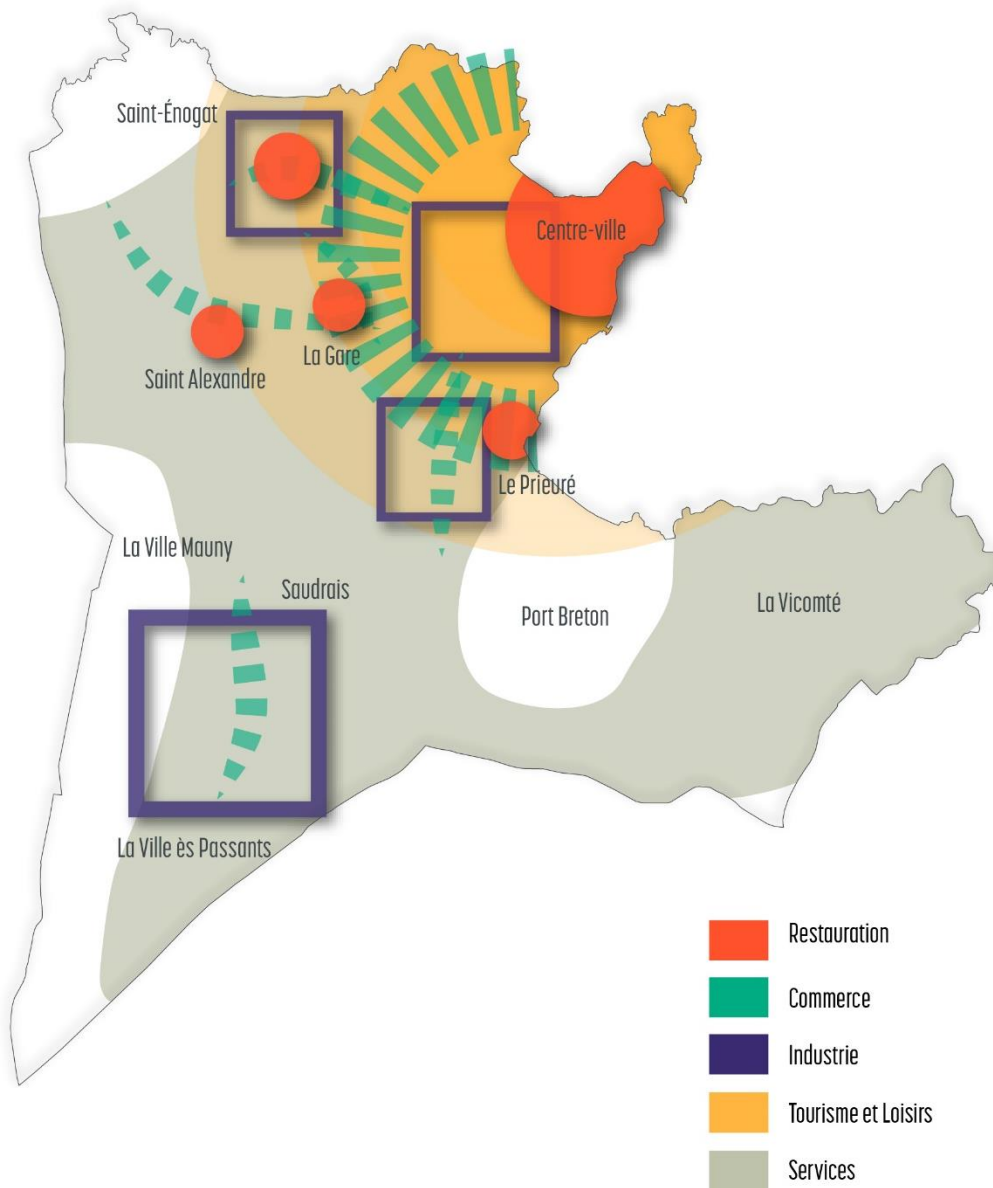 Saint-Énogat
Centre-ville
La Gare
Saint Alexandre
Le Prieuré
La Ville Mauny
Saudrais
Port Breton
La Vicomté
La Ville ès Passants
Restauration
Commerce
Industrie
Tourisme et Loisirs
Services